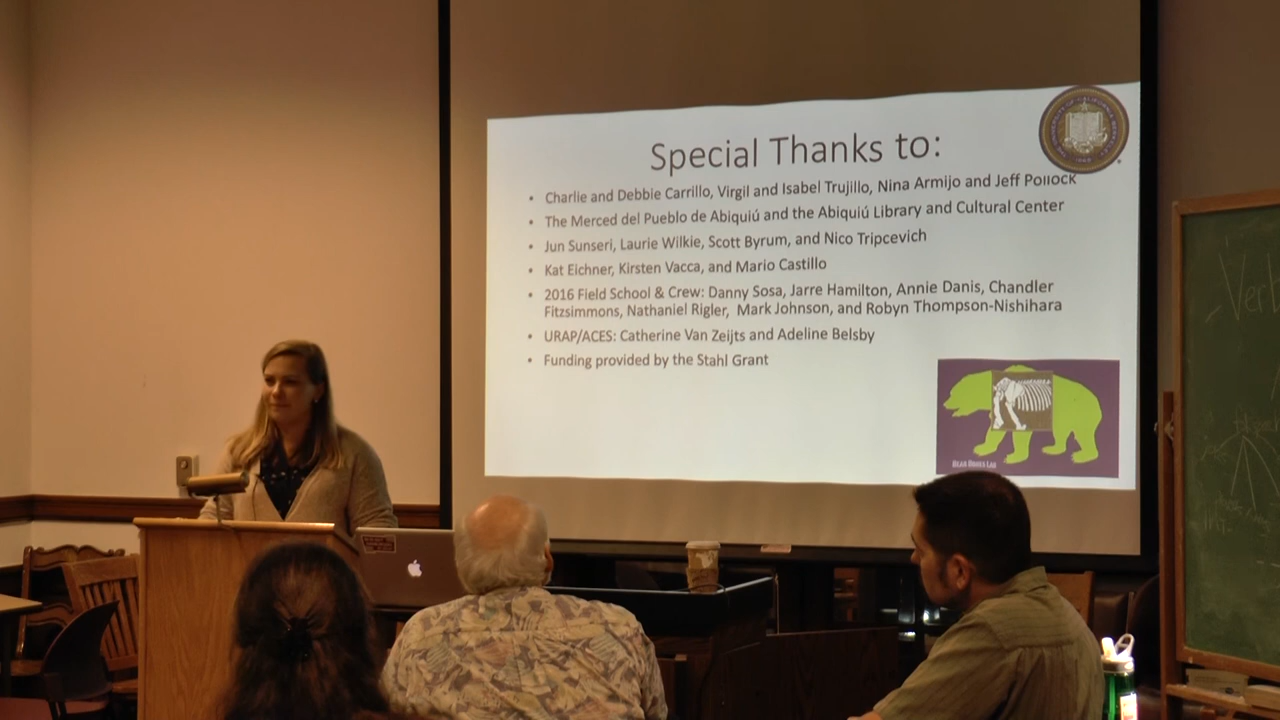 Special Thanks to:
• Charlie and Debbie Carrillo, Virgil and Isabel Trujillo, Nina Armijo and Jeff Pollock
• The Merced del Pueblo de Abiquiú and the Abiquiú Library and Cultural Center
• Jun Sunseri, Laurie Wilkie, Scott Byrum, and Nico Tripcevich
• Kat Eichner, Kirsten Vacca, and Mario Castillo
• 2016 Field School & Crew: Danny Sosa, Jarre Hamilton, Annie Danis, Chandler
Fitzsimmons, Nathaniel Rigler, Mark Johnson, and Robyn Thompson-Nishihara
• URAP/ACES: Catherine Van Zeijts and Adeline Belsby
• Funding provided by the Stahl Grant
BEAR BONES LAB